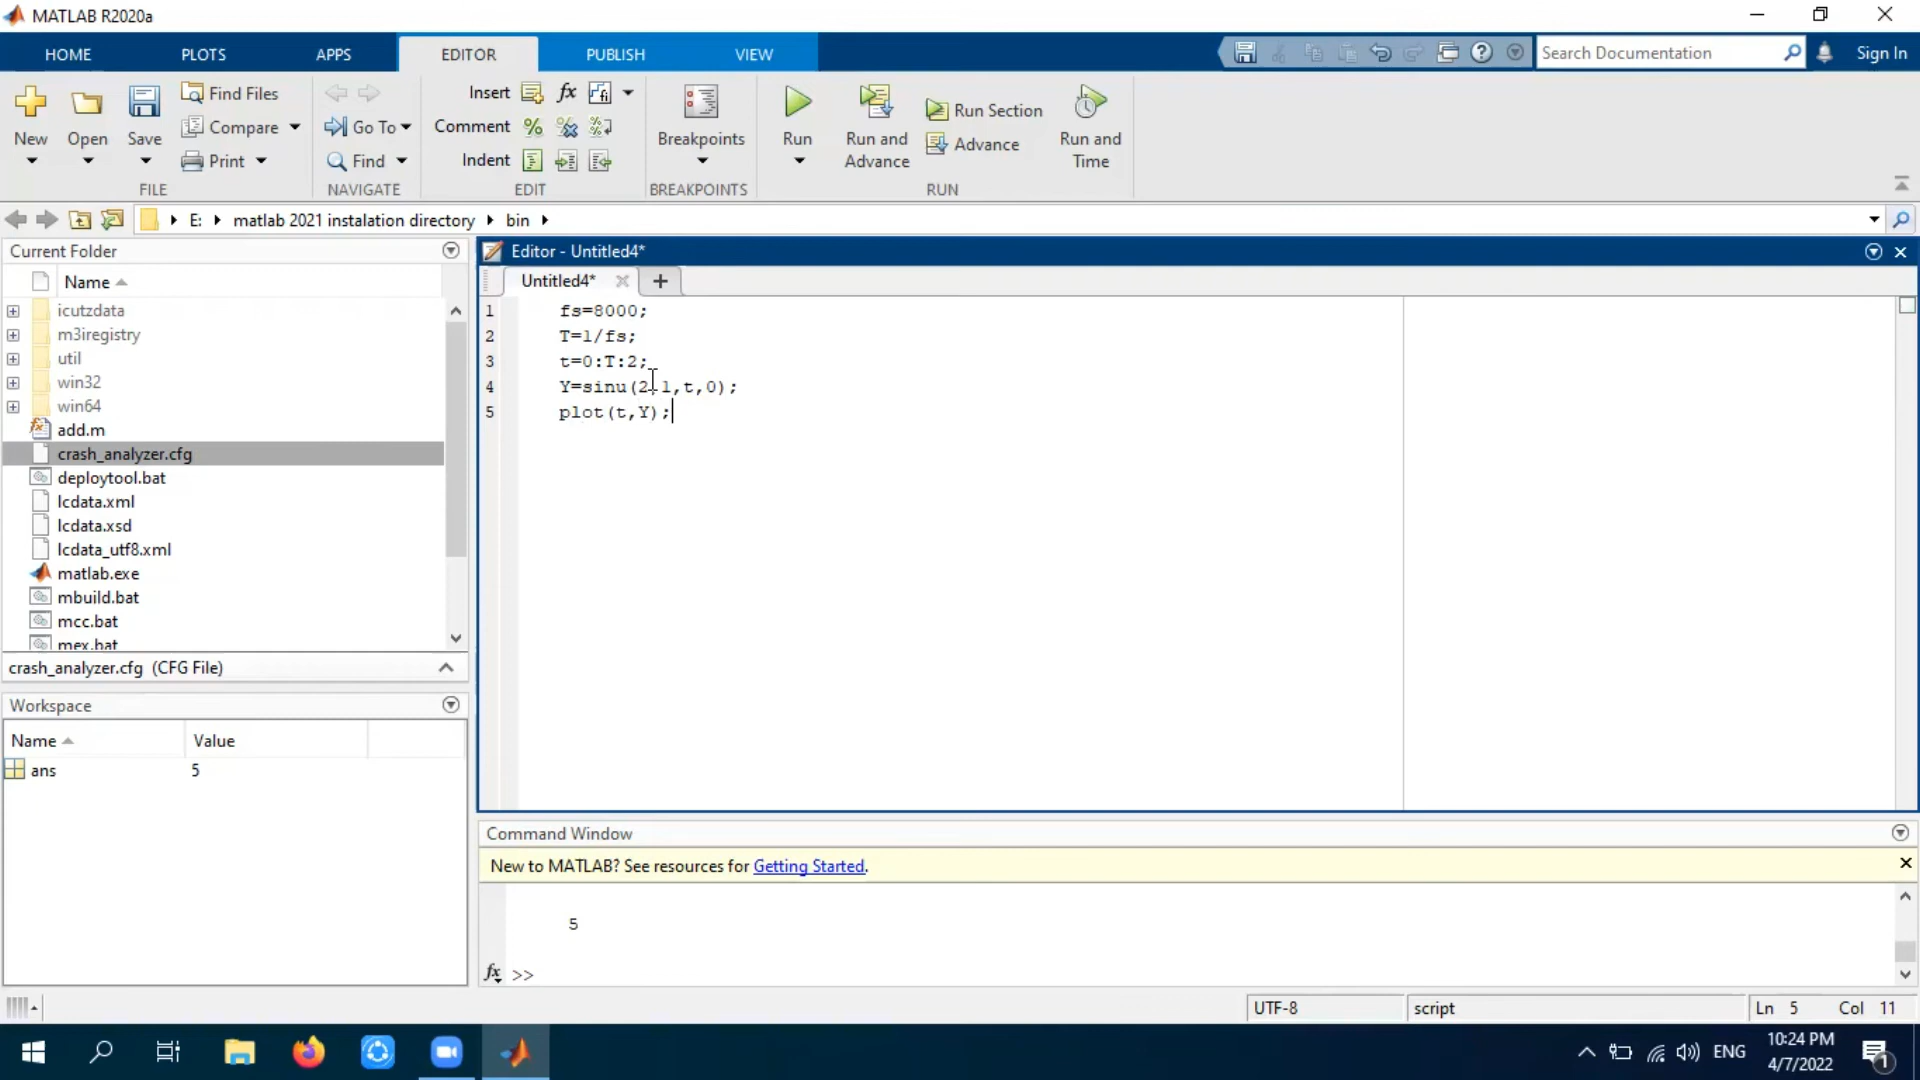 MATLAB R2020a
HOME PLOTS APPS EDITOR PUBLISH VIEW Search Documentation Sign In
New Open Save Find Files Compare Print FILE
Go To Find NAVIGATE
Insert Comment Indent EDIT
Breakpoints BREAKPOINTS
Run Run and Advance Run Section Advance Run and Time RUN
E: matlab 2021 instalation directory bin
Current Folder
Name
icutzdata
m3iregistry
util
win32
win64
add.m
crash_analyzer.cfg
deploytool.bat
lcdata.xml
lcdata.xsd
lcdata_utf8.xml
matlab.exe
mbuild.bat
mcc.bat
mex.bat
crash_analyzer.cfg (CFG File)
Workspace
Name Value
ans 5
Editor - Untitled4*
Untitled4*
1 fs=8000;
2 T=1/fs;
3 t=0:T:2;
4 Y=sinu(2,1,t,0);
5 plot(t,Y);
Command Window
New to MATLAB? See resources for Getting Started.
5
fx >>
UTF-8 script Ln 5 Col 11
ENG 10:24 PM
4/7/2022
1